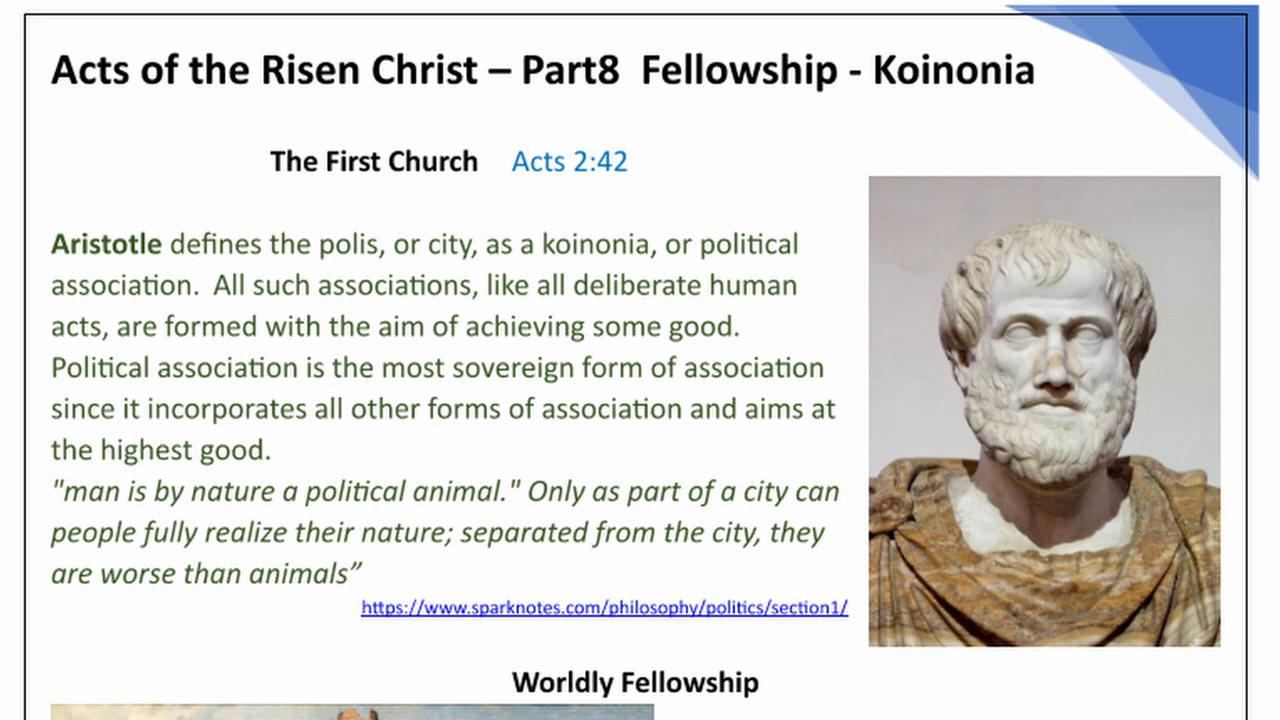 Acts of the Risen Christ – Part8  Fellowship - Koinonia
The First Church    Acts 2:42
Aristotle defines the polis, or city, as a koinonia, or political
association.  All such associations, like all deliberate human
acts, are formed with the aim of achieving some good.
Political association is the most sovereign form of association
since it incorporates all other forms of association and aims at
the highest good.
"man is by nature a political animal." Only as part of a city can
people fully realize their nature; separated from the city, they
are worse than animals”
https://www.sparknotes.com/philosophy/politics/section1/
Worldly Fellowship